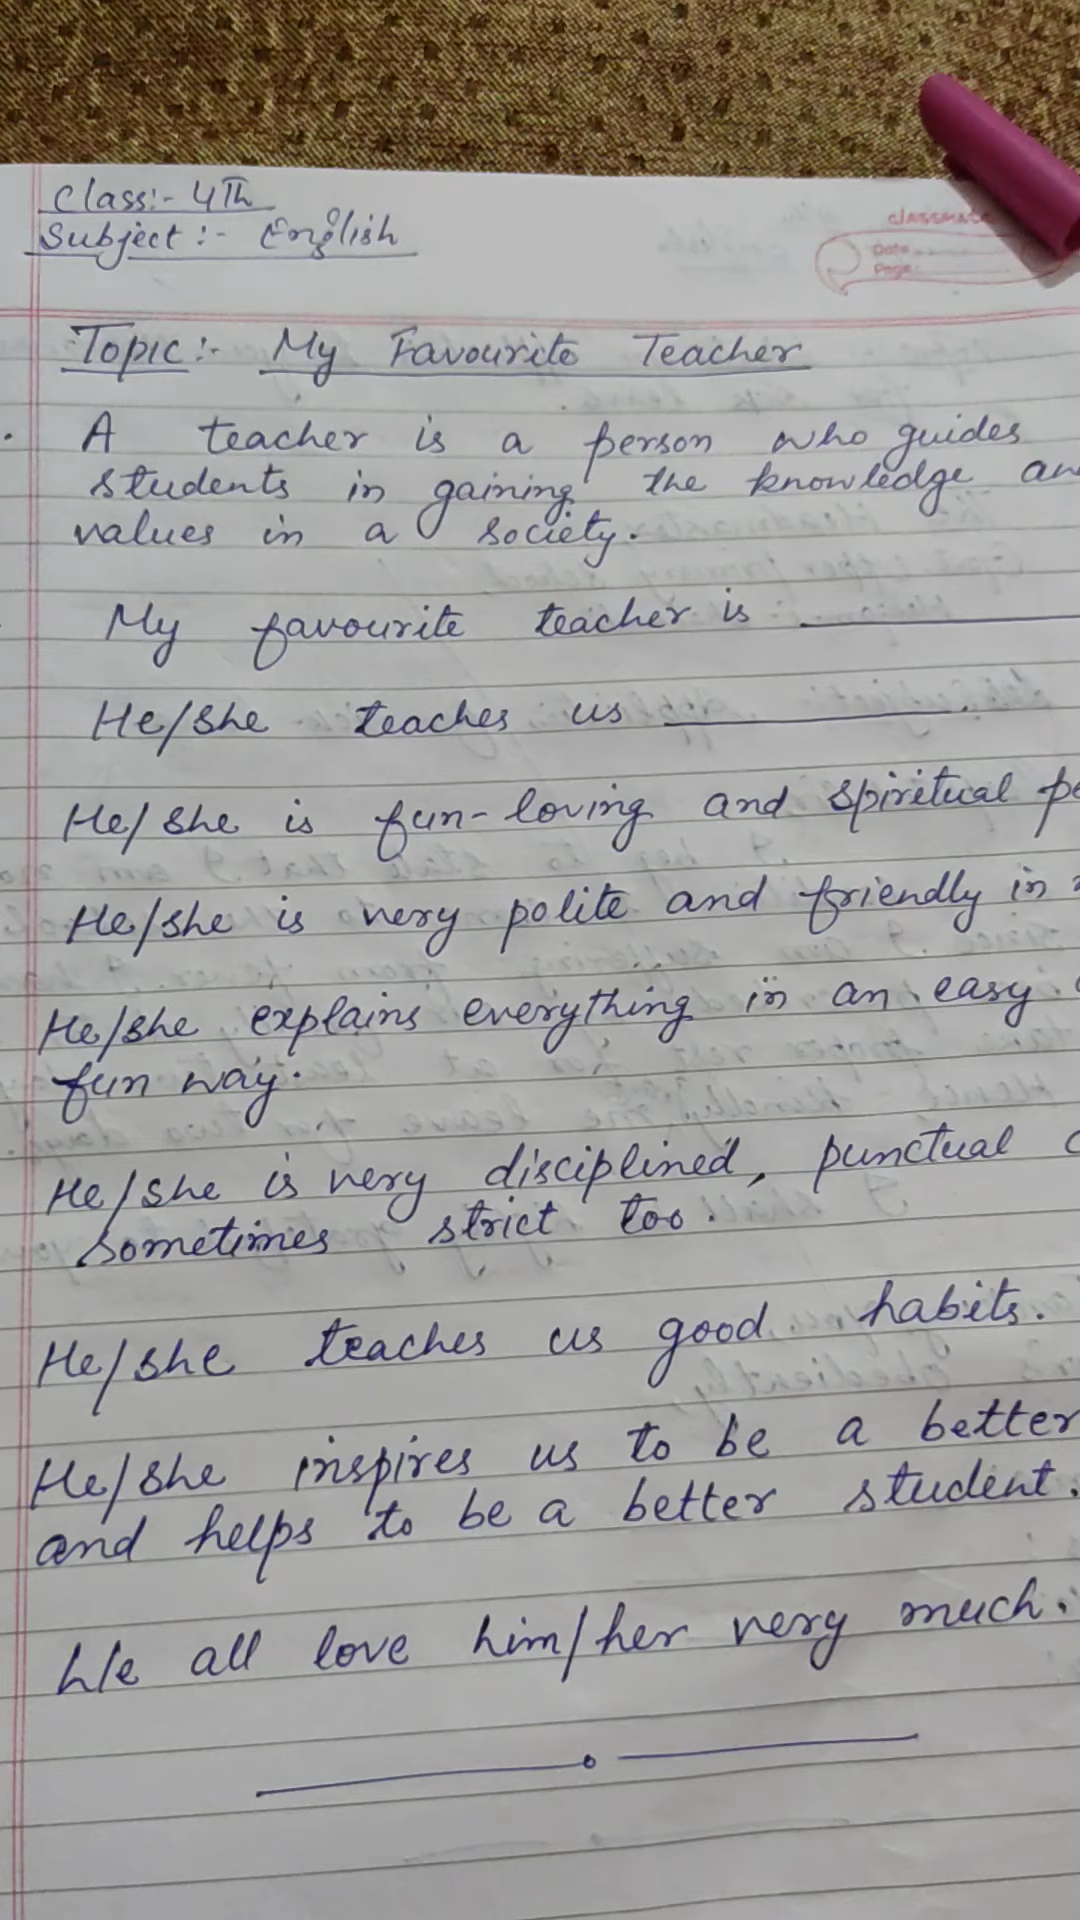 Class:- 4Th
Subject:- English
classmate
Date
Page
Topic:- My Favourite Teacher
A teacher is a person who guides
students in gaining the knowledge an
values in a society.
My favourite teacher is
He/she teaches us .
He/she is fun-loving and spiritual pe
He/she is very polite and friendly in
He/she explains everything in an easy
fun way.
He/she is very disciplined, punctual
sometimes strict too.
He/she teaches us good habits.
He/she inspires us to be a better
and helps to be a better student.
We all love him/her very much.